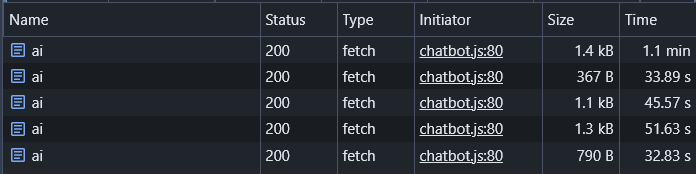 Name Status Type Initiator Size Time
ai 200 fetch chatbot.js:80 1.4 kB 1.1 min
ai 200 fetch chatbot.js:80 367 B 33.89 s
ai 200 fetch chatbot.js:80 1.1 kB 45.57 s
ai 200 fetch chatbot.js:80 1.3 kB 51.63 s
ai 200 fetch chatbot.js:80 790 B 32.83 s